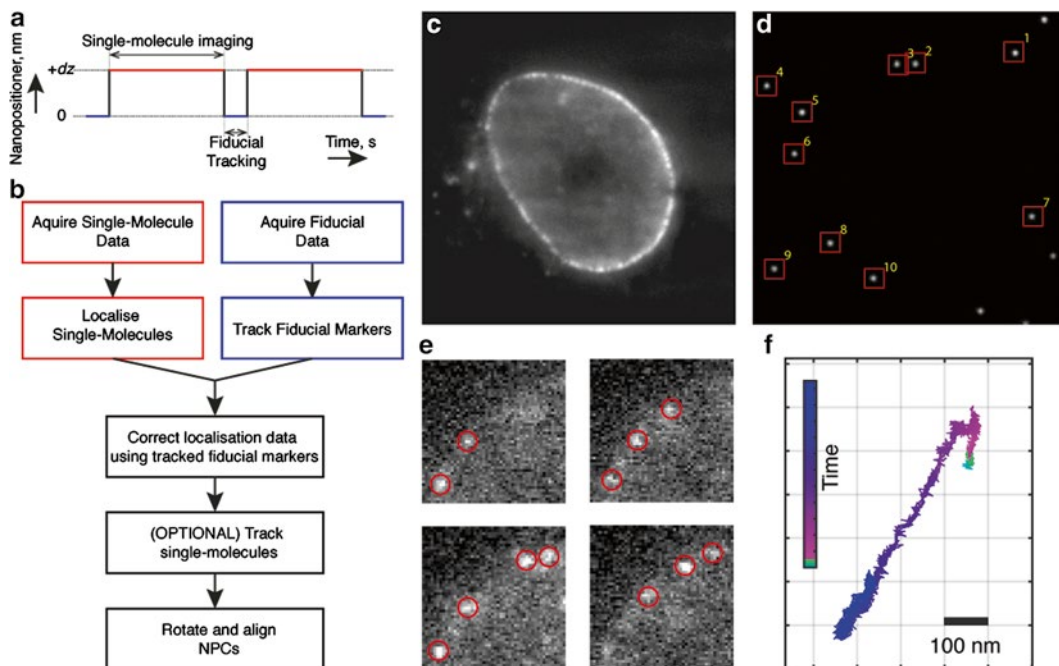 a
Single-molecule imaging
Nanopositioner, nm
+dz
0
Fiducial
Tracking
Time, s
b
Aquire Single-Molecule
Data
Aquire Fiducial
Data
Localise
Single-Molecules
Track Fiducial Markers
Correct localisation data
using tracked fiducial markers
(OPTIONAL) Track
single-molecules
Rotate and align
NPCs
c
d
1
2
3
4
5
6
7
8
9
10
e
f
Time
100 nm